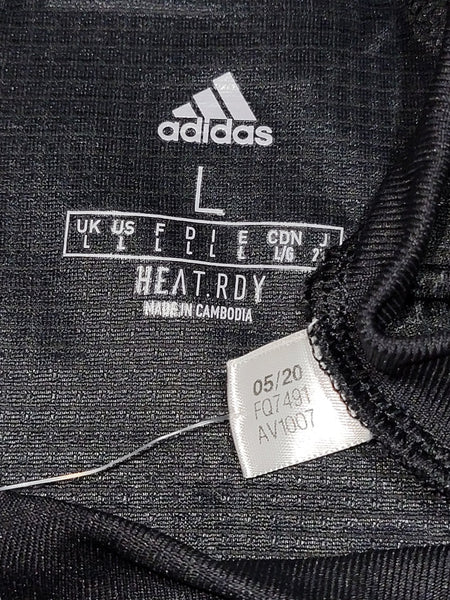 adidas
L
UK US F D I E CDN J
L L L L L L L/G
HEAT.RDY
MADE IN CAMBODIA
05/20
FQ7491
AV1007